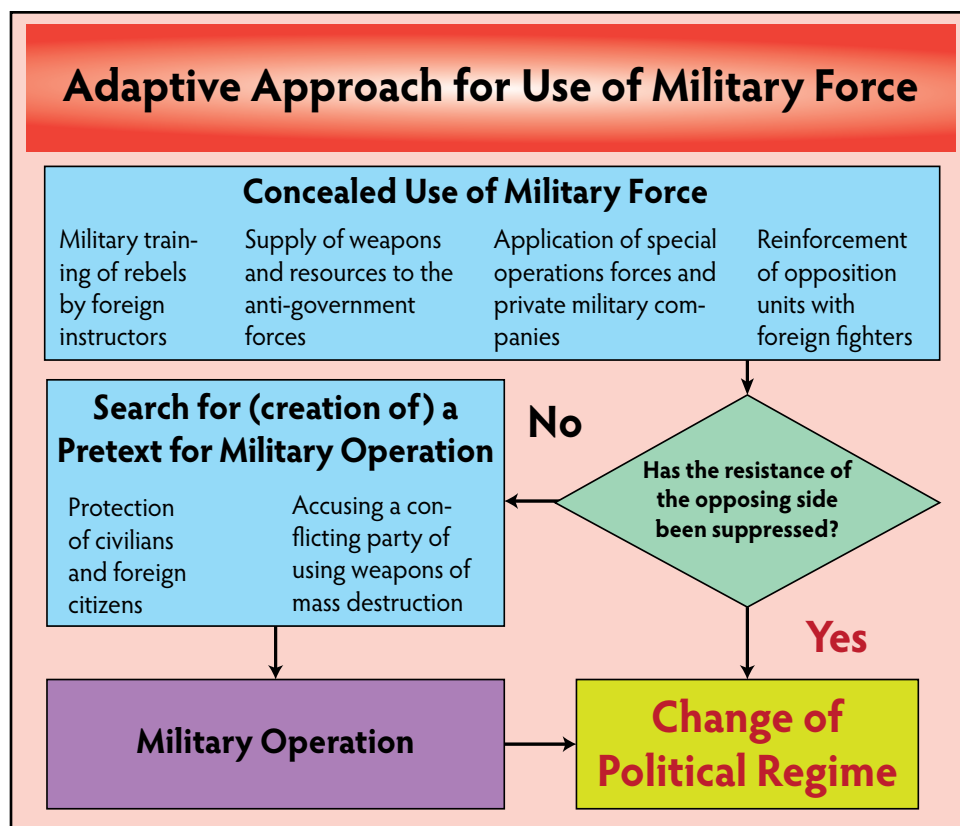 Adaptive Approach for Use of Military Force
Concealed Use of Military Force
Military train-
ing of rebels
by foreign
instructors
Supply of weapons
and resources to the
anti-government
forces
Application of special
operations forces and
private military com-
panies
Reinforcement
of opposition
units with
foreign fighters
Has the resistance of
the opposing side
been suppressed?
No
Search for (creation of) a
Pretext for Military Operation
Protection
of civilians
and foreign
citizens
Accusing a con-
flicting party of
using weapons of
mass destruction
Yes
Military Operation
Change of
Political Regime